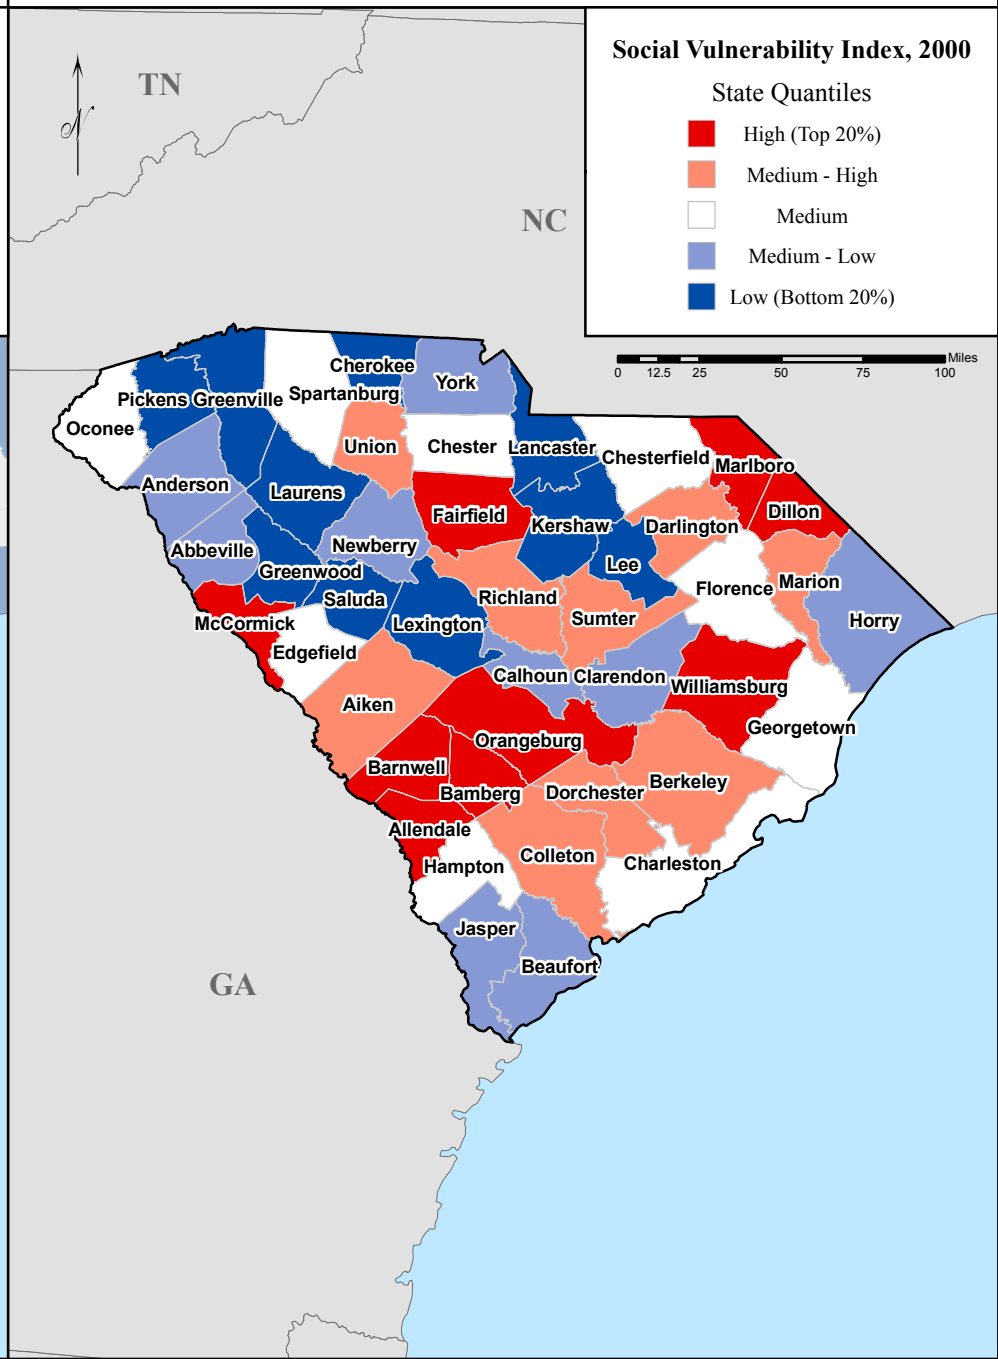 Social Vulnerability Index, 2000
State Quantiles
High (Top 20%)
Medium - High
Medium
Medium - Low
Low (Bottom 20%)
TN
N
NC
Miles
0 12.5 25 50 75 100
Cherokee
York
Pickens Greenville
Spartanburg
Oconee
Union
Chester
Lancaster
Chesterfield
Marlboro
Anderson
Laurens
Fairfield
Kershaw
Darlington
Dillon
Abbeville
Newberry
Lee
Greenwood
Saluda
Richland
Florence
Marion
McCormick
Lexington
Sumter
Horry
Edgefield
Calhoun
Clarendon
Williamsburg
Aiken
Orangeburg
Georgetown
Barnwell
Bamberg
Dorchester
Berkeley
Allendale
Hampton
Colleton
Charleston
Jasper
Beaufort
GA